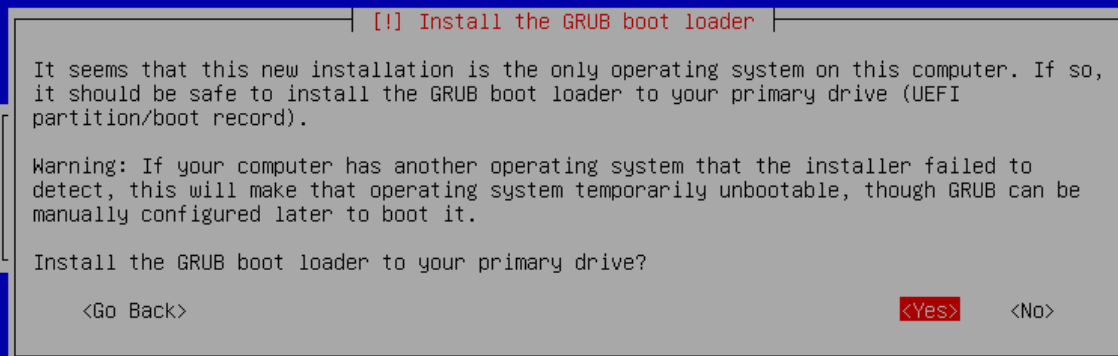 [!] Install the GRUB boot loader
It seems that this new installation is the only operating system on this computer. If so,
it should be safe to install the GRUB boot loader to your primary drive (UEFI
partition/boot record).
Warning: If your computer has another operating system that the installer failed to
detect, this will make that operating system temporarily unbootable, though GRUB can be
manually configured later to boot it.
Install the GRUB boot loader to your primary drive?
<Go Back> <Yes> <No>